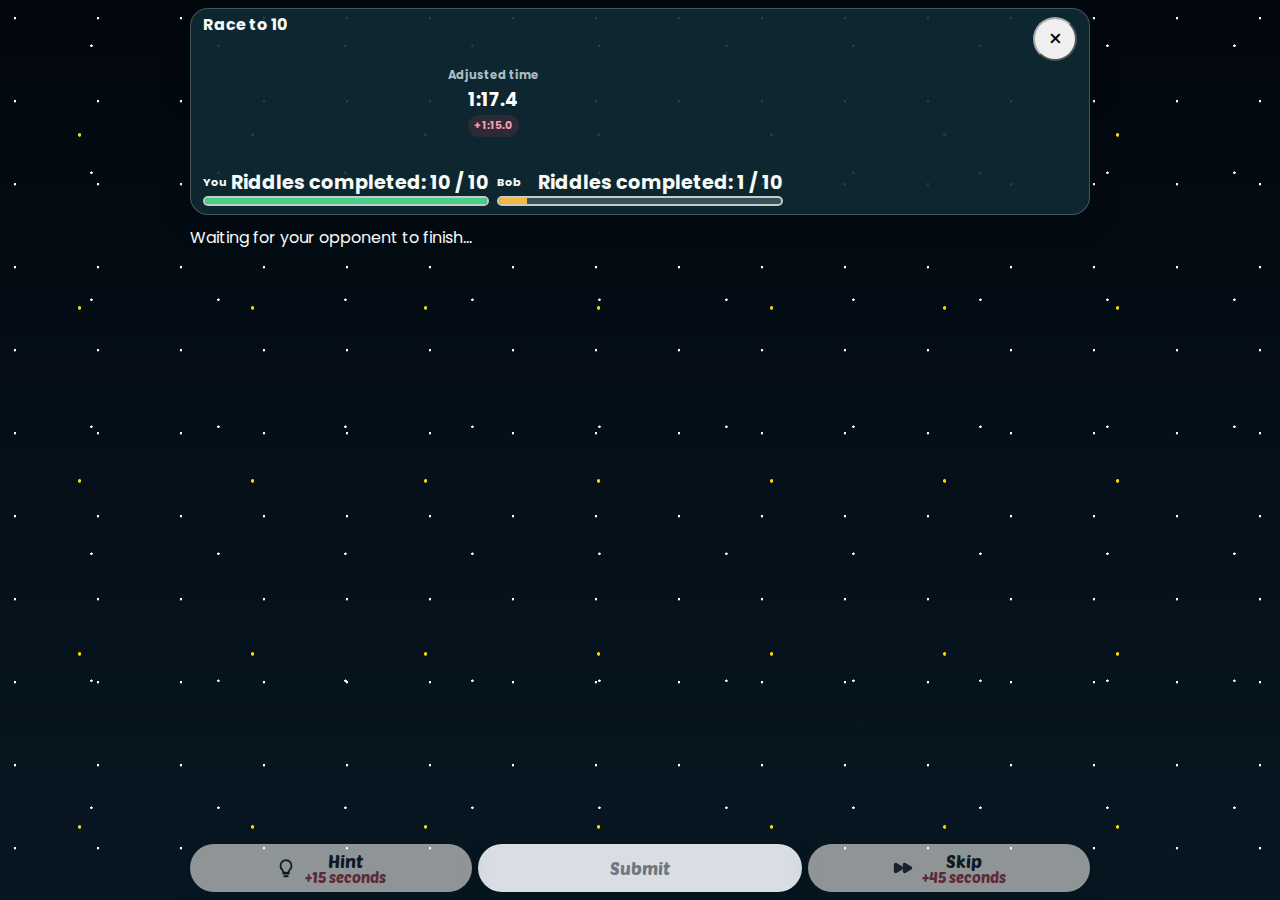 Race to 10
×
Adjusted time
1:17.4
+1:15.0
You Riddles completed: 10 / 10 Bob Riddles completed: 1 / 10
Waiting for your opponent to finish...
Hint
+15 seconds
Submit
Skip
+45 seconds